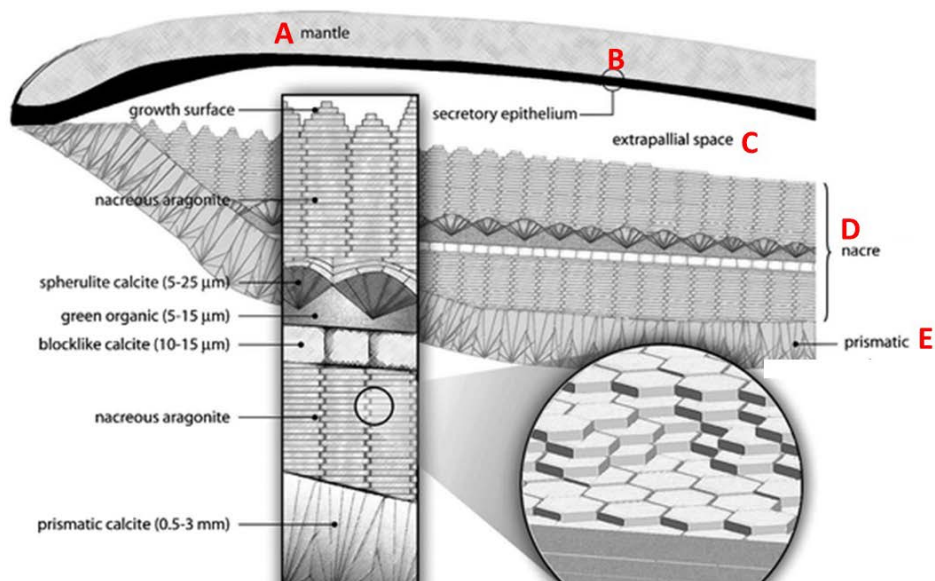 A mantle
B
growth surface
secretory epithelium
extrapallial space C
nacreous aragonite
D
nacre
spherulite calcite (5-25 μm)
green organic (5-15 μm)
blocklike calcite (10-15 μm)
prismatic E
nacreous aragonite
prismatic calcite (0.5-3 mm)